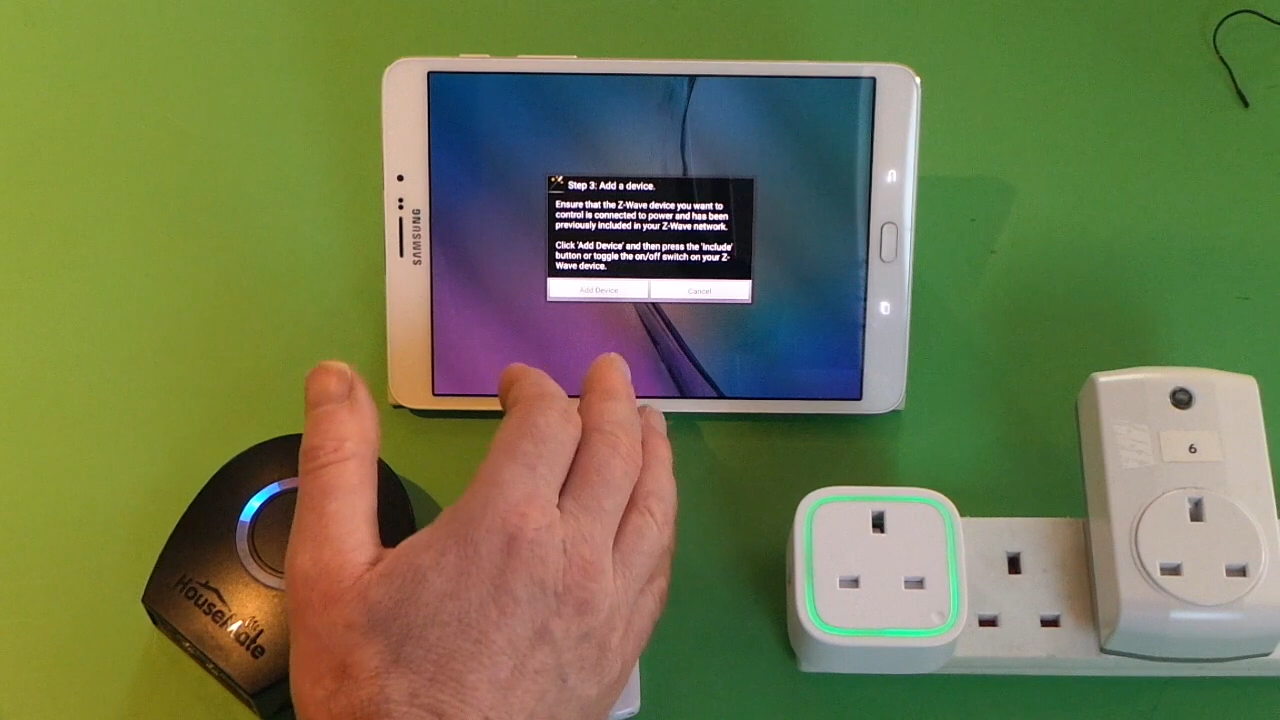 SAMSUNG
Step 3: Add a device.
Ensure that the Z-Wave device you want to
control is connected to power and has been
previously included in your Z-Wave network.
Click 'Add Device' and then press the 'Include'
button or toggle the on/off switch on your Z-
Wave device.
Add Device
Cancel
6
HouseMate